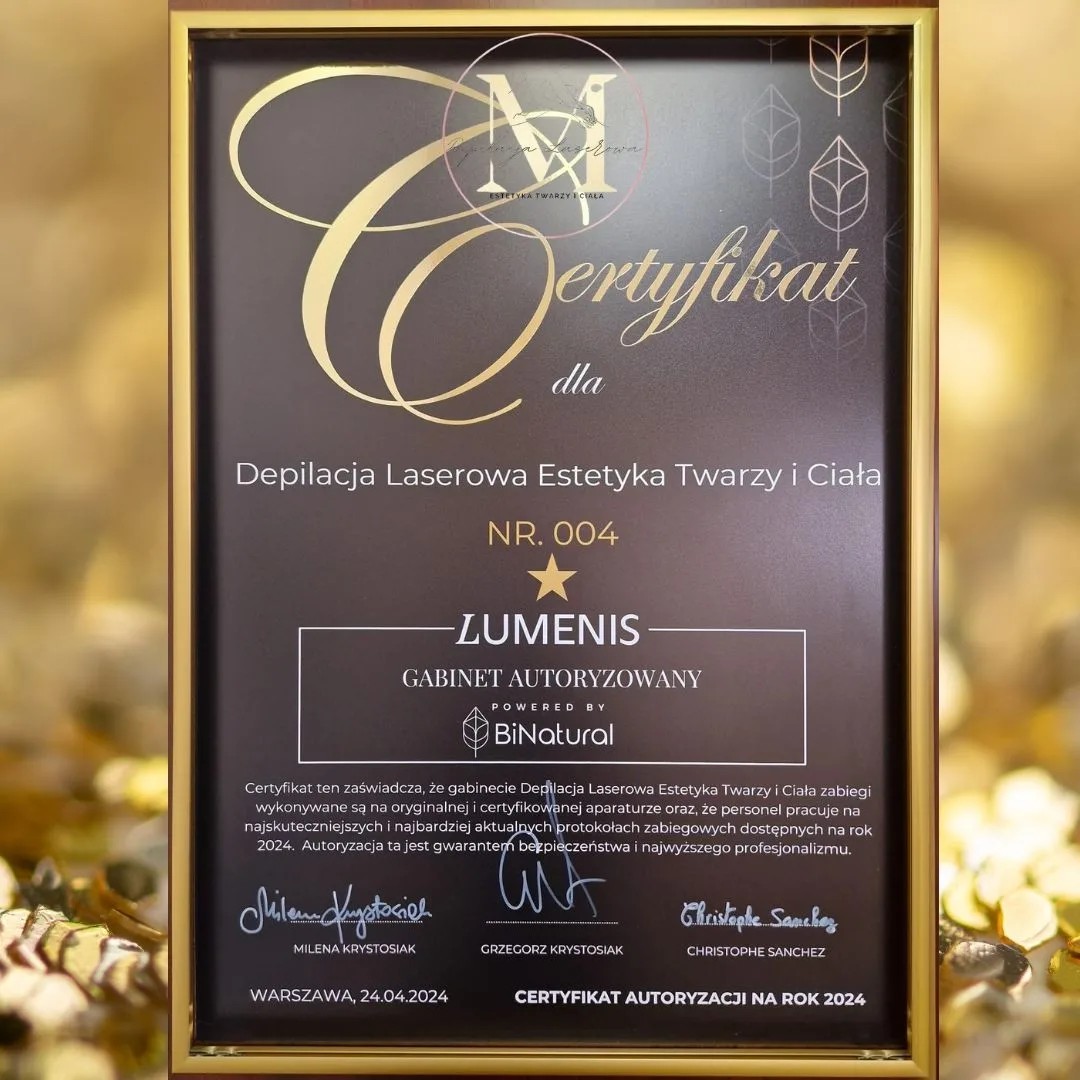 M
Depilacja Laserowa
ESTETYKA TWARZY I CIAŁA
Certyfikat
dla
Depilacja Laserowa Estetyka Twarzy i Ciała
NR. 004
LUMENIS
GABINET AUTORYZOWANY
POWERED BY
BiNatural
Certyfikat ten zaświadcza, że gabinecie Depilacja Laserowa Estetyka Twarzy i Ciała zabiegi
wykonywane są na oryginalnej i certyfikowanej aparaturze oraz, że personel pracuje na
najskuteczniejszych i najbardziej aktualnych protokołach zabiegowych dostępnych na rok
2024. Autoryzacja ta jest gwarantem bezpieczeństwa i najwyższego profesjonalizmu.
Milena Krystosiak
Christophe Sanchez
MILENA KRYSTOSIAK
GRZEGORZ KRYSTOSIAK
CHRISTOPHE SANCHEZ
WARSZAWA, 24.04.2024
CERTYFIKAT AUTORYZACJI NA ROK 2024